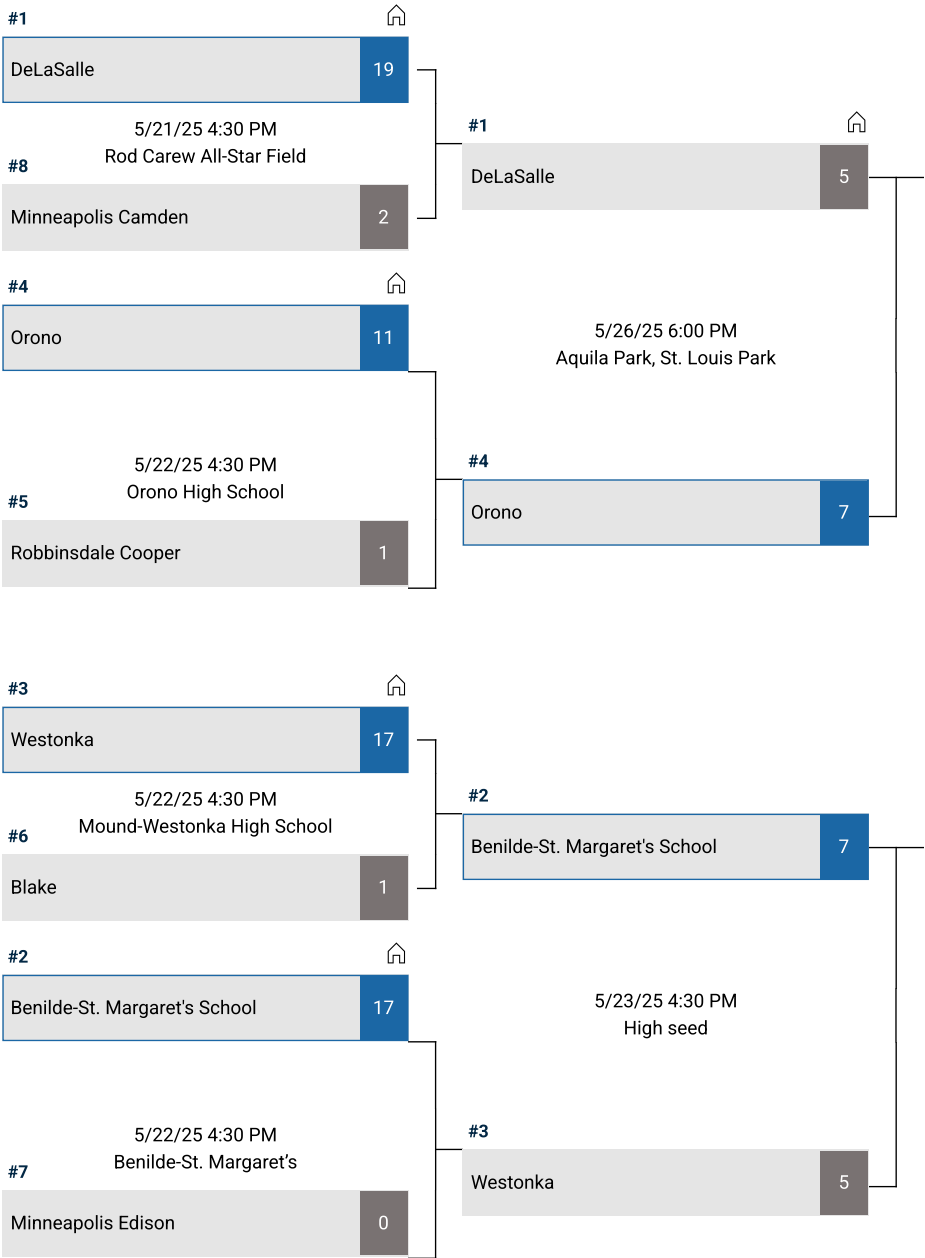 #1
DeLaSalle
19
5/21/25 4:30 PM
Rod Carew All-Star Field
#8
Minneapolis Camden
2
#4
Orono
11
5/22/25 4:30 PM
Orono High School
#5
Robbinsdale Cooper
1
#1
DeLaSalle
5
5/26/25 6:00 PM
Aquila Park, St. Louis Park
#4
Orono
7
#3
Westonka
17
5/22/25 4:30 PM
Mound-Westonka High School
#6
Blake
1
#2
Benilde-St. Margaret's School
17
5/22/25 4:30 PM
Benilde-St. Margaret’s
#7
Minneapolis Edison
0
#2
Benilde-St. Margaret's School
7
5/23/25 4:30 PM
High seed
#3
Westonka
5